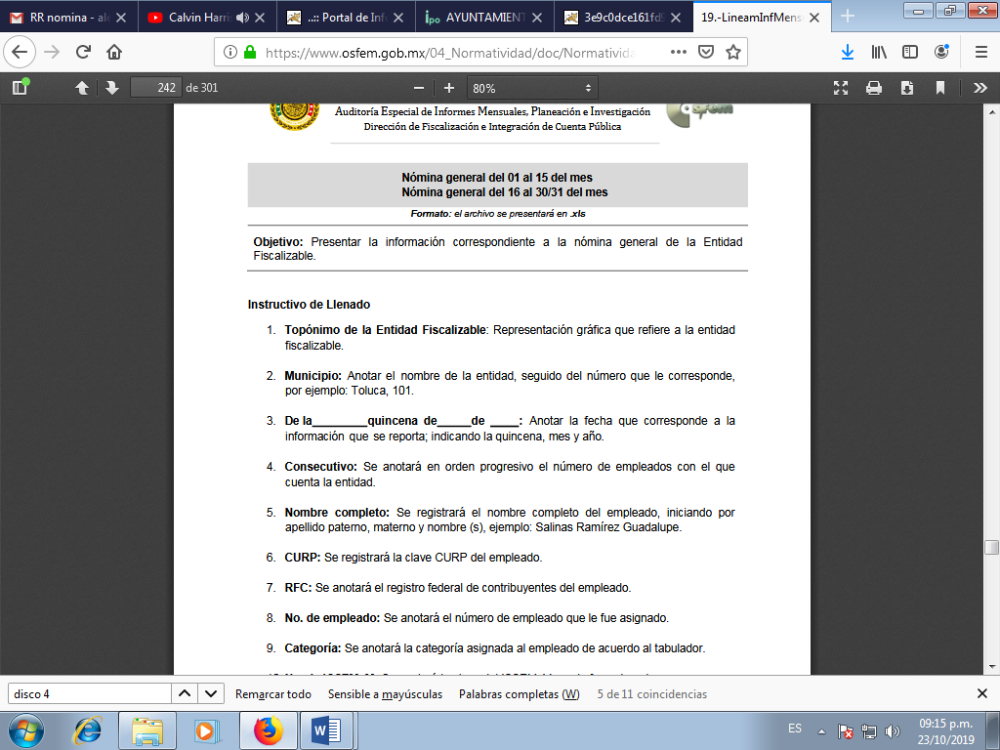 RR nomina - ale
Calvin Harris
..:: Portal de Inf
ipo AYUNTAMIENT
3e9c0dce161fd9
19.-LineamInfMensu
https://www.osfem.gob.mx/04_Normatividad/doc/Normativida
242 de 301
80%
Auditoría Especial de Informes Mensuales, Planeación e Investigación
Dirección de Fiscalización e Integración de Cuenta Pública
osfem
Nómina general del 01 al 15 del mes
Nómina general del 16 al 30/31 del mes
Formato: el archivo se presentará en .xls
Objetivo: Presentar la información correspondiente a la nómina general de la Entidad
Fiscalizable.
Instructivo de Llenado
1. Topónimo de la Entidad Fiscalizable: Representación gráfica que refiere a la entidad
fiscalizable.
2. Municipio: Anotar el nombre de la entidad, seguido del número que le corresponde,
por ejemplo: Toluca, 101.
3. De la_________quincena de______de _____: Anotar la fecha que corresponde a la
información que se reporta; indicando la quincena, mes y año.
4. Consecutivo: Se anotará en orden progresivo el número de empleados con el que
cuenta la entidad.
5. Nombre completo: Se registrará el nombre completo del empleado, iniciando por
apellido paterno, materno y nombre (s), ejemplo: Salinas Ramírez Guadalupe.
6. CURP: Se registrará la clave CURP del empleado.
7. RFC: Se anotará el registro federal de contribuyentes del empleado.
8. No. de empleado: Se anotará el número de empleado que le fue asignado.
9. Categoría: Se anotará la categoría asignada al empleado de acuerdo al tabulador.
disco 4
Remarcar todo
Sensible a mayúsculas
Palabras completas (W)
5 de 11 coincidencias
ES
09:15 p.m.
23/10/2019